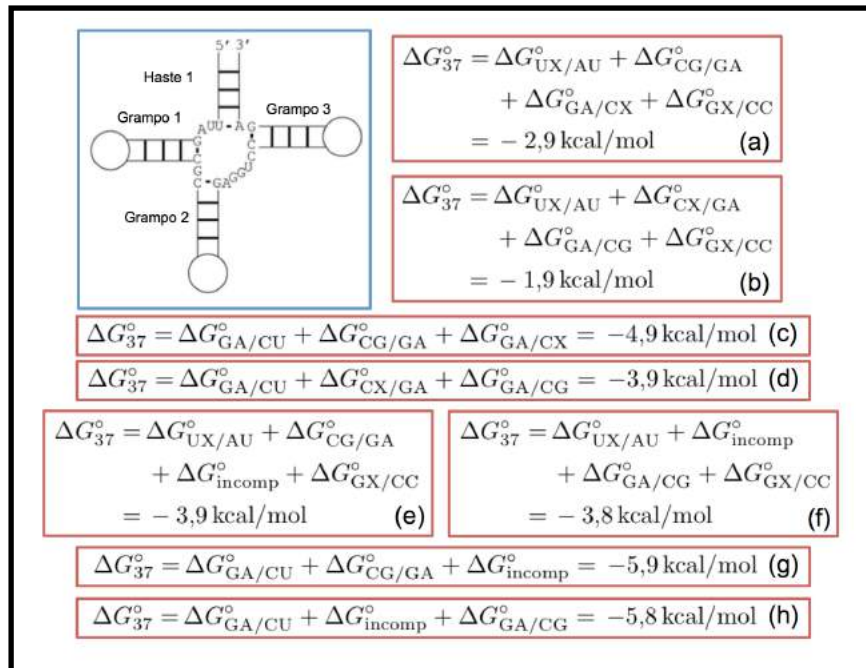 5' 3'
Haste 1
Grampo 1
Grampo 3
G A U U A G C C U G G A G C G C
Grampo 2
ΔG°37 = ΔG°UX/AU + ΔG°CG/GA
+ ΔG°GA/CX + ΔG°GX/CC
= − 2,9 kcal/mol (a)
ΔG°37 = ΔG°UX/AU + ΔG°CX/GA
+ ΔG°GA/CG + ΔG°GX/CC
= − 1,9 kcal/mol (b)
ΔG°37 = ΔG°GA/CU + ΔG°CG/GA + ΔG°GA/CX = −4,9 kcal/mol (c)
ΔG°37 = ΔG°GA/CU + ΔG°CX/GA + ΔG°GA/CG = −3,9 kcal/mol (d)
ΔG°37 = ΔG°UX/AU + ΔG°CG/GA
+ ΔG°incomp + ΔG°GX/CC
= − 3,9 kcal/mol (e)
ΔG°37 = ΔG°UX/AU + ΔG°incomp
+ ΔG°GA/CG + ΔG°GX/CC
= − 3,8 kcal/mol (f)
ΔG°37 = ΔG°GA/CU + ΔG°CG/GA + ΔG°incomp = −5,9 kcal/mol (g)
ΔG°37 = ΔG°GA/CU + ΔG°incomp + ΔG°GA/CG = −5,8 kcal/mol (h)